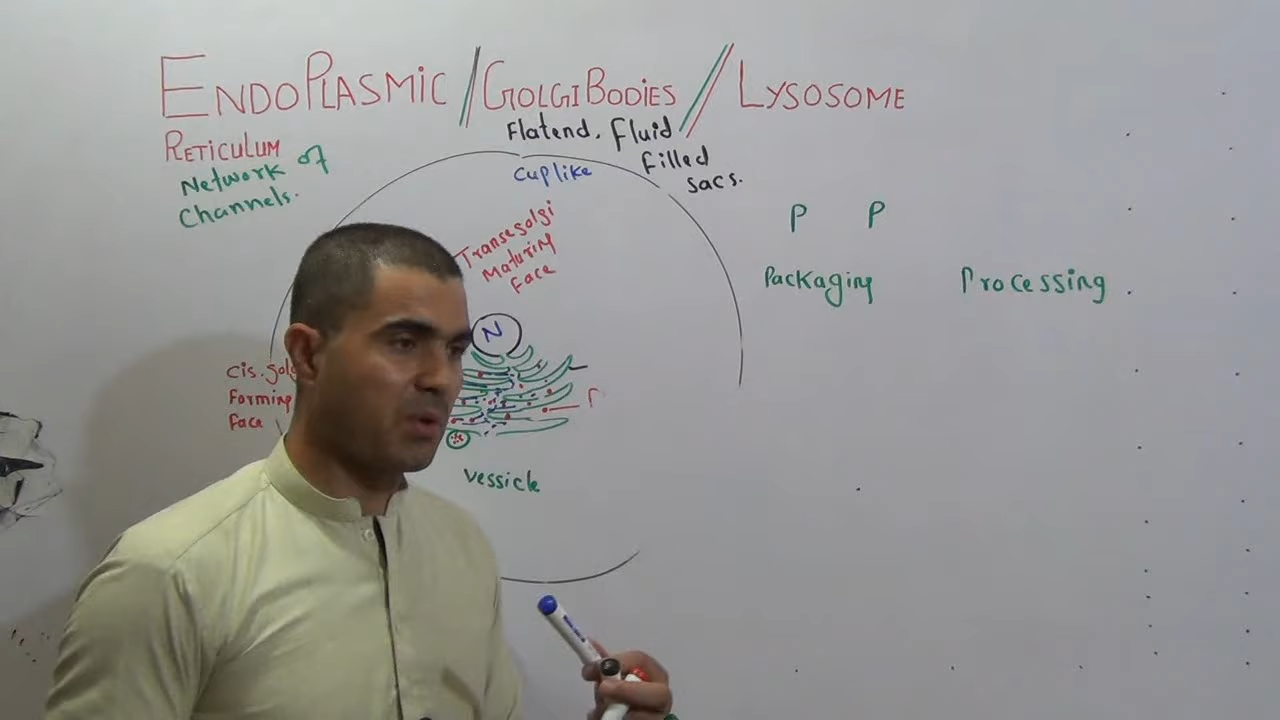 ENDOPLASMIC // GOLGI BODIES // LYSOSOME
RETICULUM
Network of
Channels.
Flatend. Fluid
Filled
sacs.
Cuplike
P P
Packaging Processing
Transegolgi
Maturing
Face
N
Forming
Face